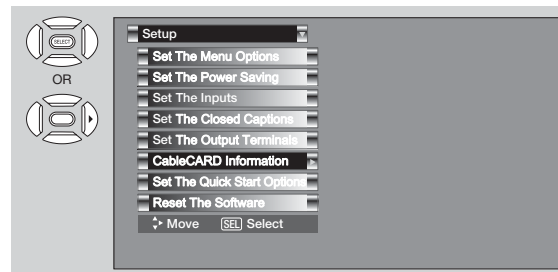 SELECT
OR
Setup
Set The Menu Options
Set The Power Saving
Set The Inputs
Set The Closed Captions
Set The Output Terminals
CableCARD Information
Set The Quick Start Options
Reset The Software
Move SEL Select